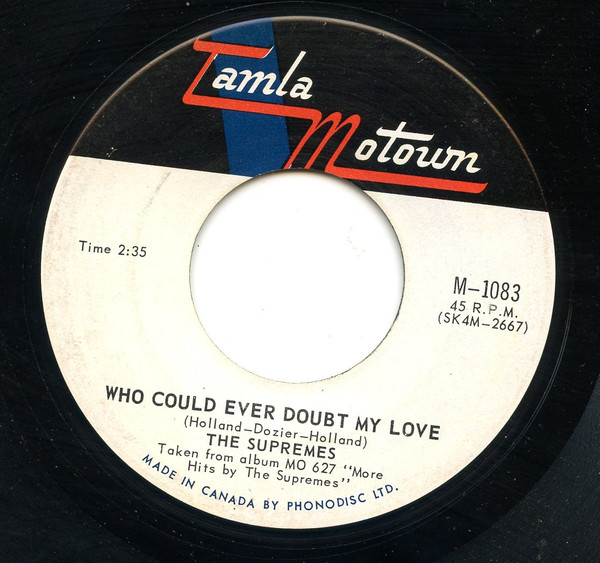 Tamla
Motown
Time 2:35
M-1083
45 R.P.M.
(SK4M-2667)
WHO COULD EVER DOUBT MY LOVE
(Holland-Dozier-Holland)
THE SUPREMES
Taken from album MO 627 "More
Hits by The Supremes"
MADE IN CANADA BY PHONODISC LTD.